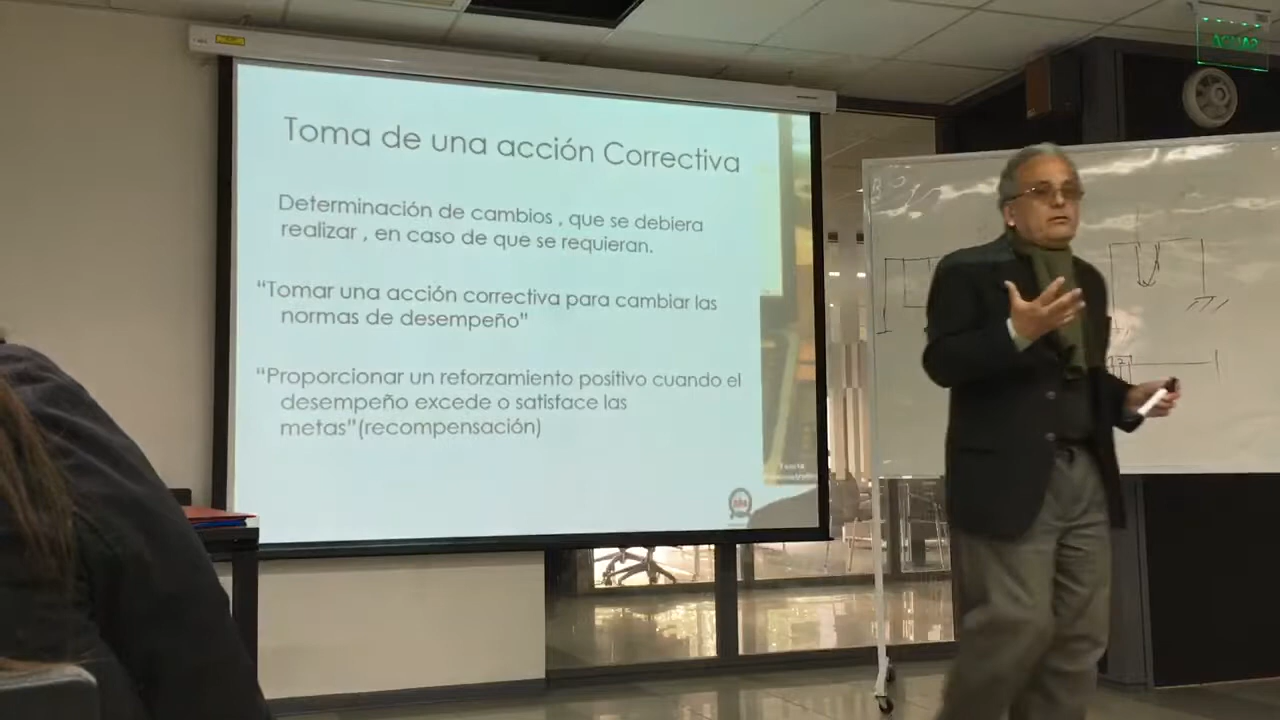 Toma de una acción Correctiva
Determinación de cambios , que se debiera
realizar , en caso de que se requieran.
“Tomar una acción correctiva para cambiar las
normas de desempeño”
“Proporcionar un reforzamiento positivo cuando el
desempeño excede o satisface las
metas”(recompensación)